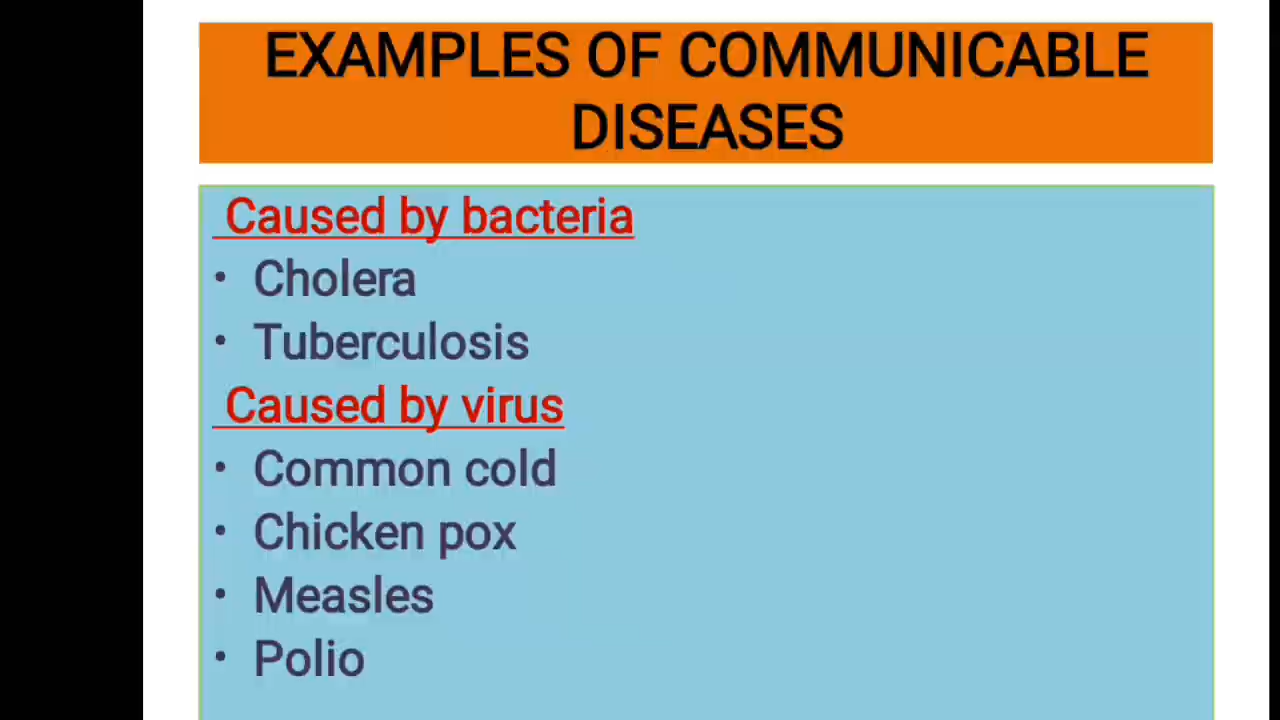 EXAMPLES OF COMMUNICABLE
DISEASES
Caused by bacteria
• Cholera
• Tuberculosis
Caused by virus
• Common cold
• Chicken pox
• Measles
• Polio